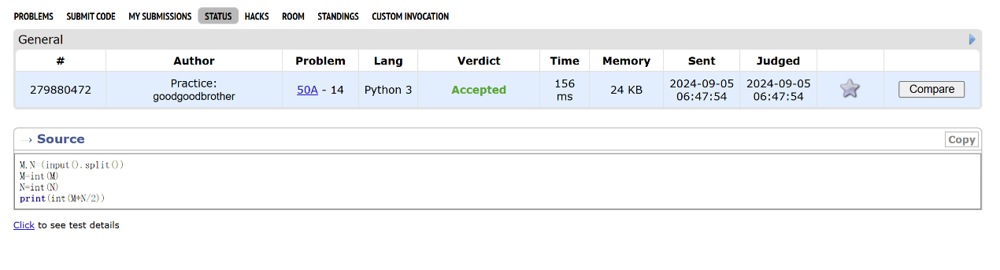 PROBLEMS SUBMIT CODE MY SUBMISSIONS STATUS HACKS ROOM STANDINGS CUSTOM INVOCATION
General
# Author Problem Lang Verdict Time Memory Sent Judged
279880472 Practice: goodgoodbrother 50A - 14 Python 3 Accepted 156 ms 24 KB 2024-09-05 06:47:54 2024-09-05 06:47:54 Compare
→ Source Copy
M,N=(input().split())
M=int(M)
N=int(N)
print(int(M*N/2))
Click to see test details